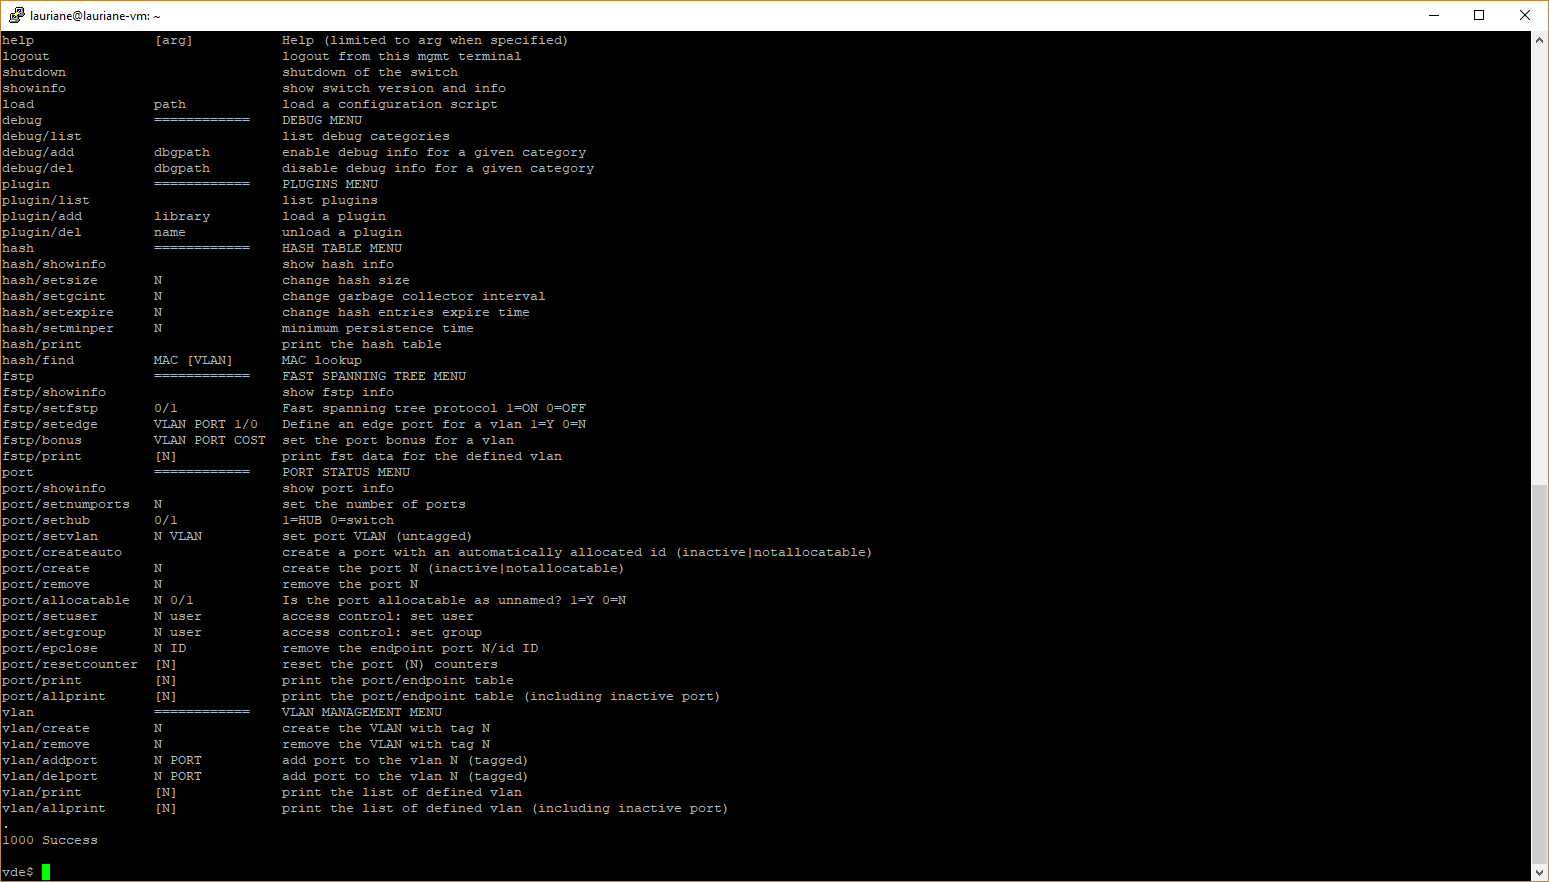 lauriane@lauriane-vm: ~
help [arg] Help (limited to arg when specified)
logout logout from this mgmt terminal
shutdown shutdown of the switch
showinfo show switch version and info
load path load a configuration script
debug ============ DEBUG MENU
debug/list list debug categories
debug/add dbgpath enable debug info for a given category
debug/del dbgpath disable debug info for a given category
plugin ============ PLUGINS MENU
plugin/list list plugins
plugin/add library load a plugin
plugin/del name unload a plugin
hash ============ HASH TABLE MENU
hash/showinfo show hash info
hash/setsize N change hash size
hash/setgcint N change garbage collector interval
hash/setexpire N change hash entries expire time
hash/setminper N minimum persistence time
hash/print print the hash table
hash/find MAC [VLAN] MAC lookup
fstp ============ FAST SPANNING TREE MENU
fstp/showinfo show fstp info
fstp/setfstp 0/1 Fast spanning tree protocol 1=ON 0=OFF
fstp/setedge VLAN PORT 1/0 Define an edge port for a vlan 1=Y 0=N
fstp/bonus VLAN PORT COST set the port bonus for a vlan
fstp/print [N] print fst data for the defined vlan
port ============ PORT STATUS MENU
port/showinfo show port info
port/setnumports N set the number of ports
port/sethub 0/1 1=HUB 0=switch
port/setvlan N VLAN set port VLAN (untagged)
port/createauto create a port with an automatically allocated id (inactive|notallocatable)
port/create N create the port N (inactive|notallocatable)
port/remove N remove the port N
port/allocatable N 0/1 Is the port allocatable as unnamed? 1=Y 0=N
port/setuser N user access control: set user
port/setgroup N user access control: set group
port/epclose N ID remove the endpoint port N/id ID
port/resetcounter [N] reset the port (N) counters
port/print [N] print the port/endpoint table
port/allprint [N] print the port/endpoint table (including inactive port)
vlan ============ VLAN MANAGEMENT MENU
vlan/create N create the VLAN with tag N
vlan/remove N remove the VLAN with tag N
vlan/addport N PORT add port to the vlan N (tagged)
vlan/delport N PORT add port to the vlan N (tagged)
vlan/print [N] print the list of defined vlan
vlan/allprint [N] print the list of defined vlan (including inactive port)
.
1000 Success
vde$